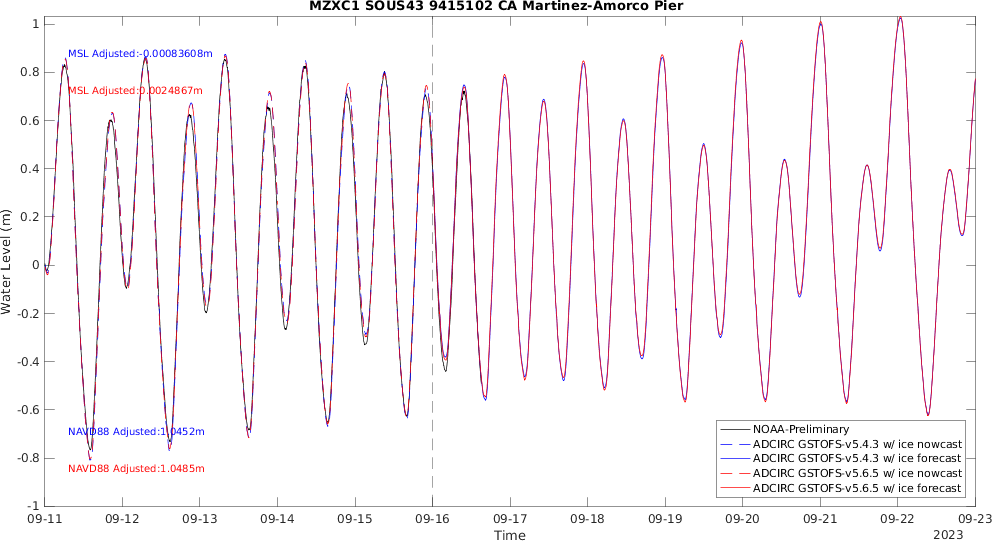 MZXC1 SOUS43 9415102 CA Martinez-Amorco Pier
1
0.8
0.6
0.4
0.2
0
-0.2
-0.4
-0.6
-0.8
-1
Water Level (m)
MSL Adjusted:-0.00083608m
MSL Adjusted:0.0024867m
NAVD88 Adjusted:1.0452m
NAVD88 Adjusted:1.0485m
NOAA-Preliminary
ADCIRC GSTOFS-v5.4.3 w/ ice nowcast
ADCIRC GSTOFS-v5.4.3 w/ ice forecast
ADCIRC GSTOFS-v5.6.5 w/ ice nowcast
ADCIRC GSTOFS-v5.6.5 w/ ice forecast
09-11 09-12 09-13 09-14 09-15 09-16 09-17 09-18 09-19 09-20 09-21 09-22 09-23
Time
2023